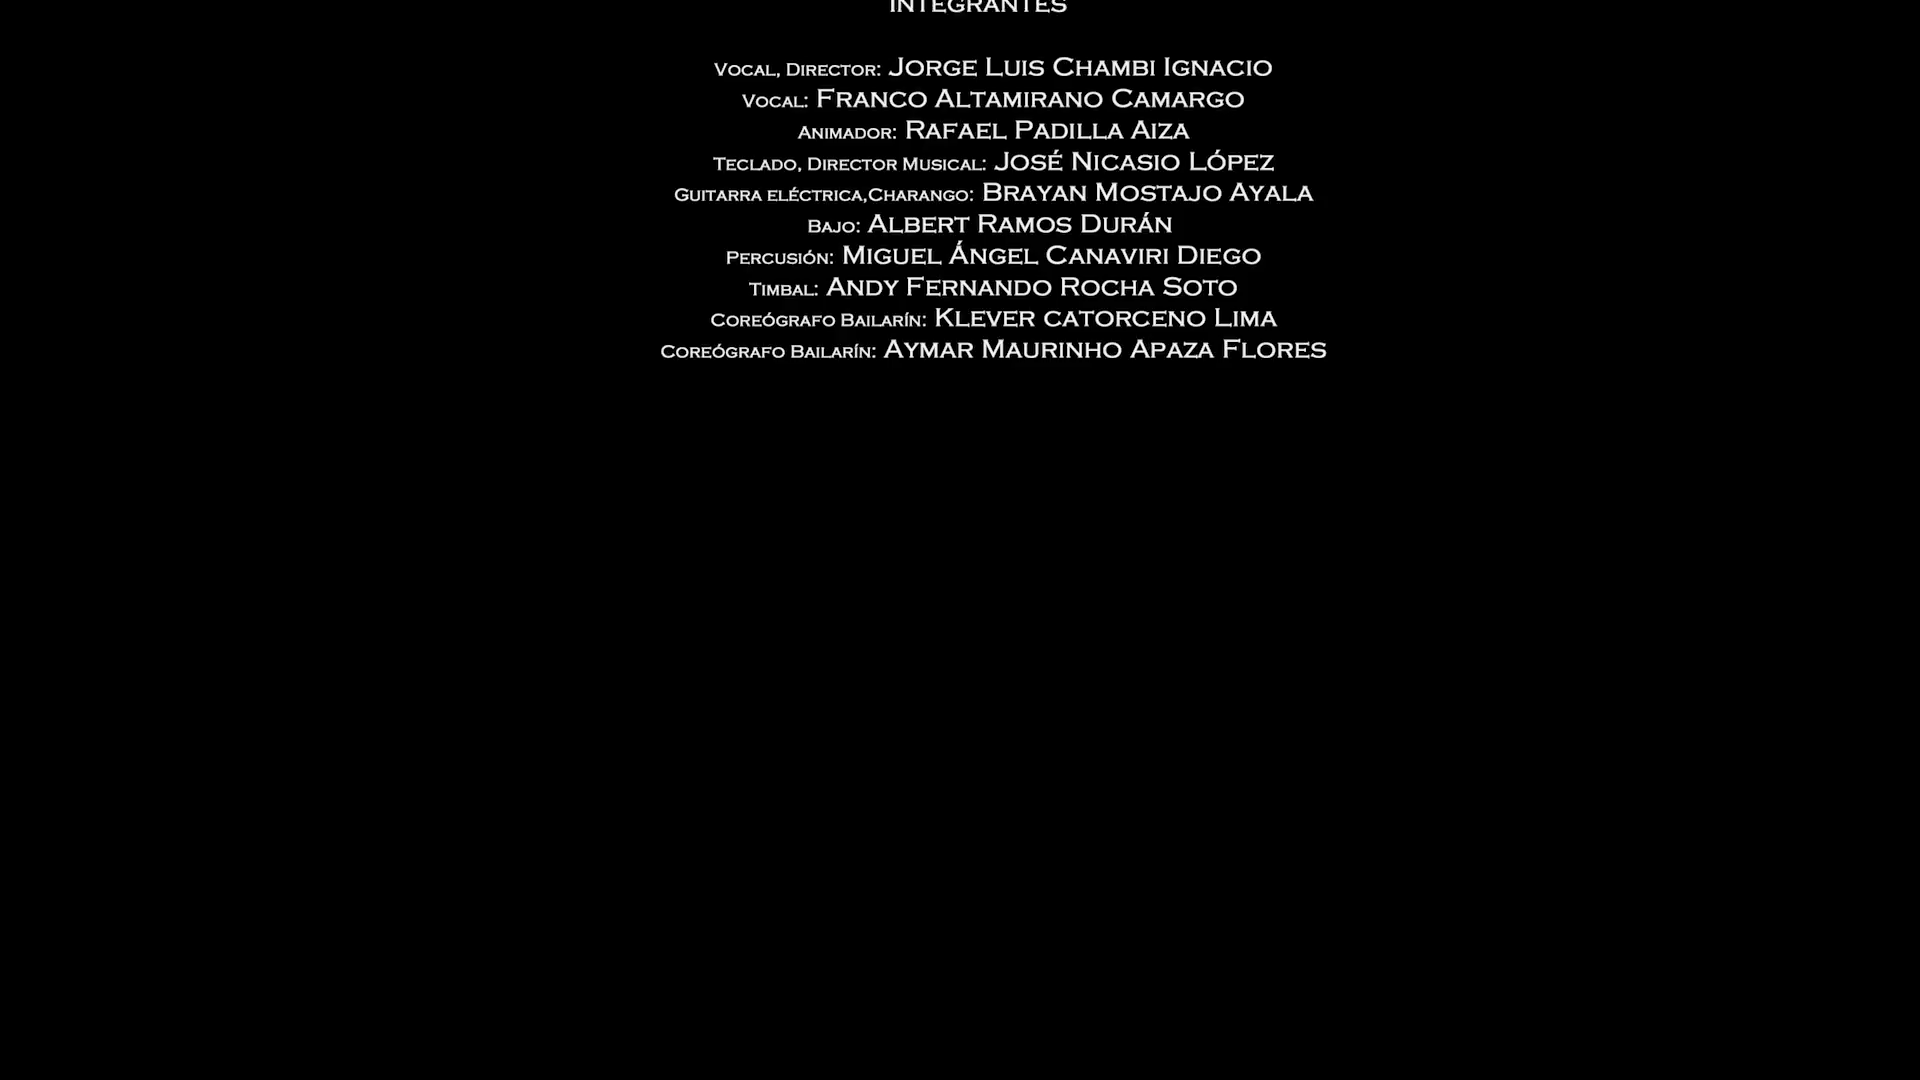 INTEGRANTES
Vocal, Director: Jorge Luis Chambi Ignacio
Vocal: Franco Altamirano Camargo
Animador: Rafael Padilla Aiza
Teclado, Director Musical: José Nicasio López
Guitarra eléctrica,Charango: Brayan Mostajo Ayala
Bajo: Albert Ramos Durán
Percusión: Miguel Ángel Canaviri Diego
Timbal: Andy Fernando Rocha Soto
Coreógrafo Bailarín: Klever catorceno Lima
Coreógrafo Bailarín: Aymar Maurinho Apaza Flores